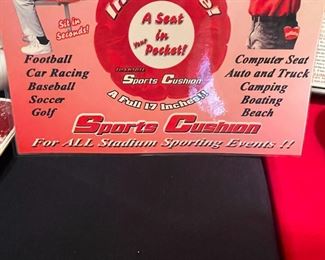 Sit in
Seconds!
A Seat
in
Your
Pocket!
Sports Cushion
A Full 17 Inches!!
Football
Car Racing
Baseball
Soccer
Golf
Computer Seat
Auto and Truck
Camping
Boating
Beach
Sports Cushion
For ALL Stadium Sporting Events !!